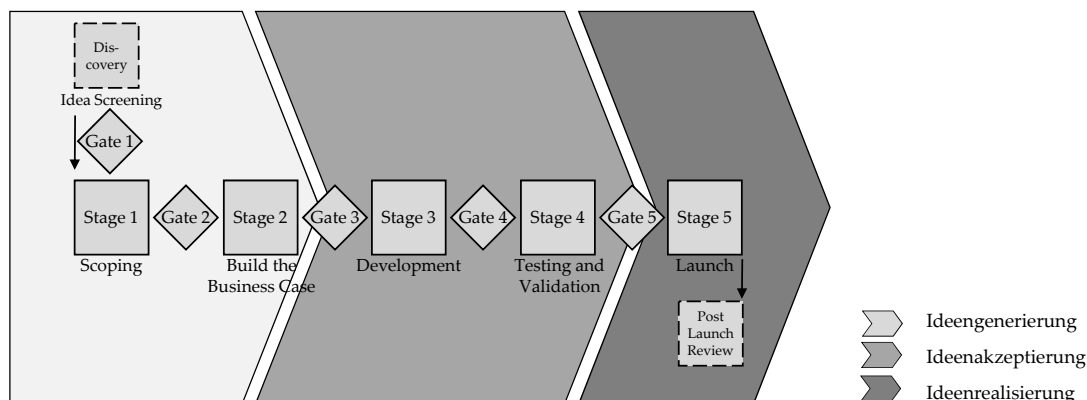 Dis-
covery
Idea Screening
Gate 1
Stage 1
Gate 2
Stage 2
Gate 3
Stage 3
Gate 4
Stage 4
Gate 5
Stage 5
Scoping
Build the
Business Case
Development
Testing and
Validation
Launch
Post
Launch
Review
Ideengenerierung
Ideenakzeptierung
Ideenrealisierung